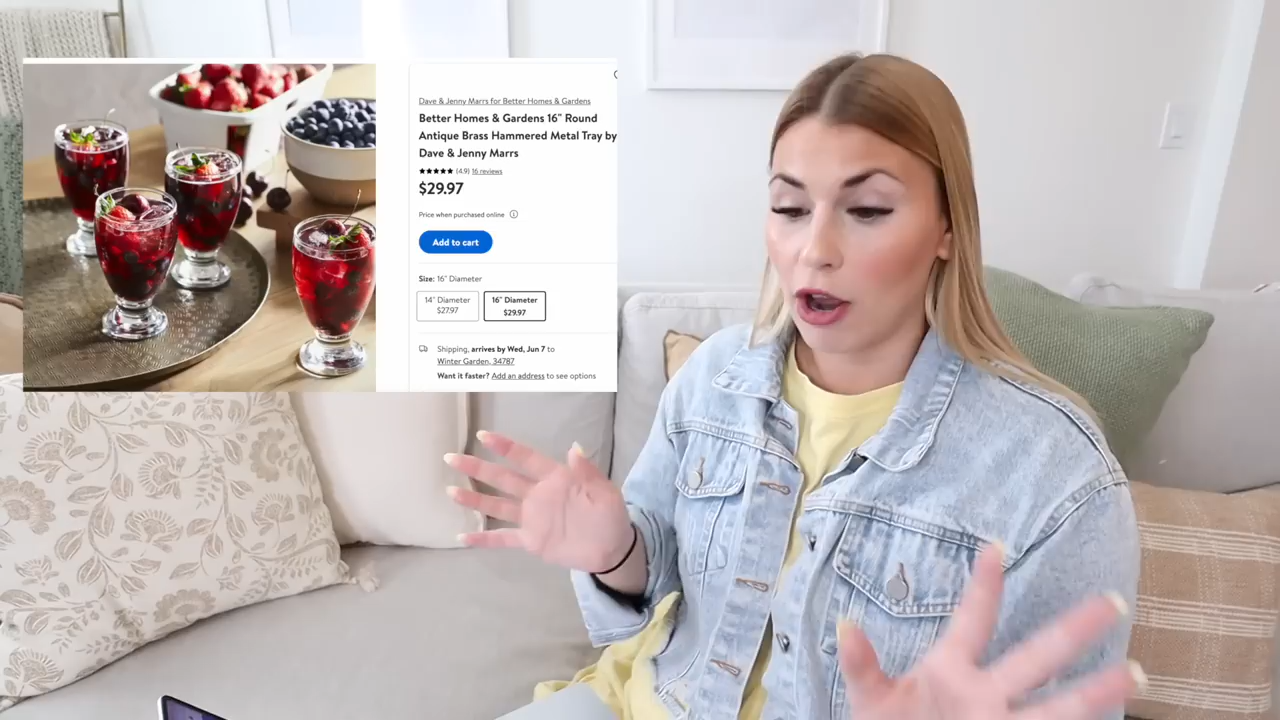 Dave & Jenny Marrs for Better Homes & Gardens
Better Homes & Gardens 16" Round
Antique Brass Hammered Metal Tray by
Dave & Jenny Marrs
★★★★★ (4.9) 16 reviews
$29.97
Price when purchased online
Add to cart
Size: 16" Diameter
14" Diameter
$27.97
16" Diameter
$29.97
Shipping, arrives by Wed, Jun 7 to
Winter Garden, 34787
Want it faster? Add an address to see options